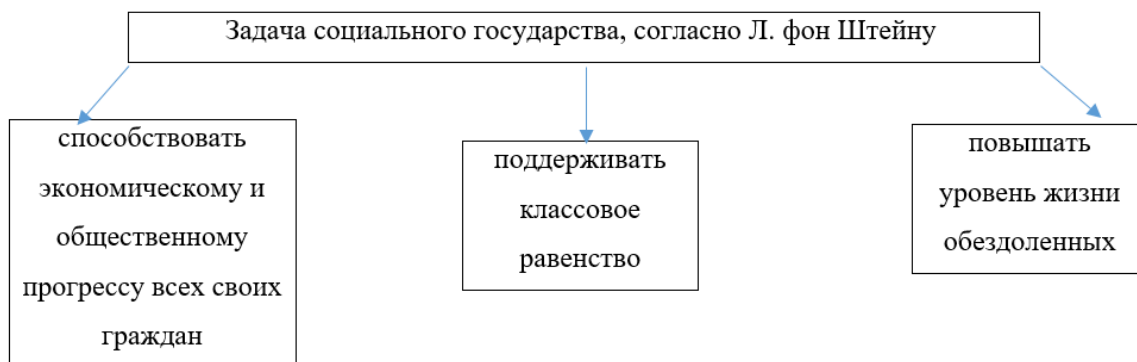 Задача социального государства, согласно Л. фон Штейну
способствовать
экономическому и
общественному
прогрессу всех своих
граждан
поддерживать
классовое
равенство
повышать
уровень жизни
обездоленных